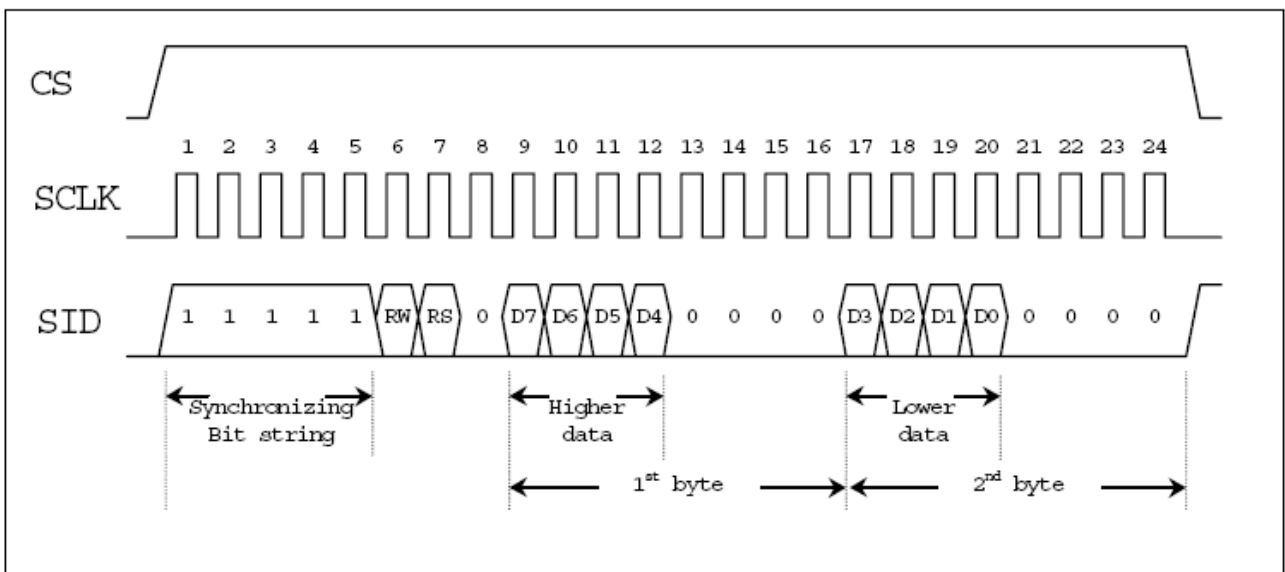 CS
1 2 3 4 5 6 7 8 9 10 11 12 13 14 15 16 17 18 19 20 21 22 23 24
SCLK
SID 1 1 1 1 1 RW RS 0 D7 D6 D5 D4 0 0 0 0 D3 D2 D1 D0 0 0 0 0
Synchronizing Higher Lower
Bit string data data
1st byte 2nd byte